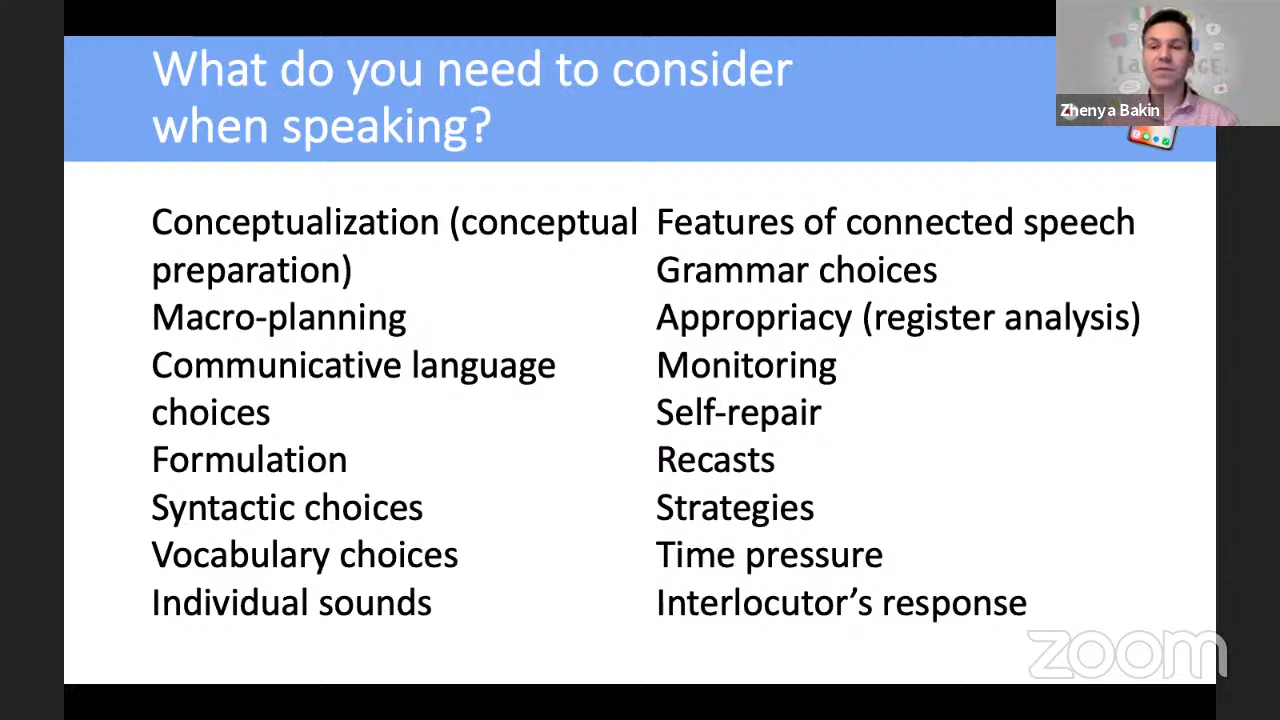 What do you need to consider
when speaking?
Zhenya Bakin
Conceptualization (conceptual
preparation)
Macro-planning
Communicative language
choices
Formulation
Syntactic choices
Vocabulary choices
Individual sounds
Features of connected speech
Grammar choices
Appropriacy (register analysis)
Monitoring
Self-repair
Recasts
Strategies
Time pressure
Interlocutor’s response
zoom